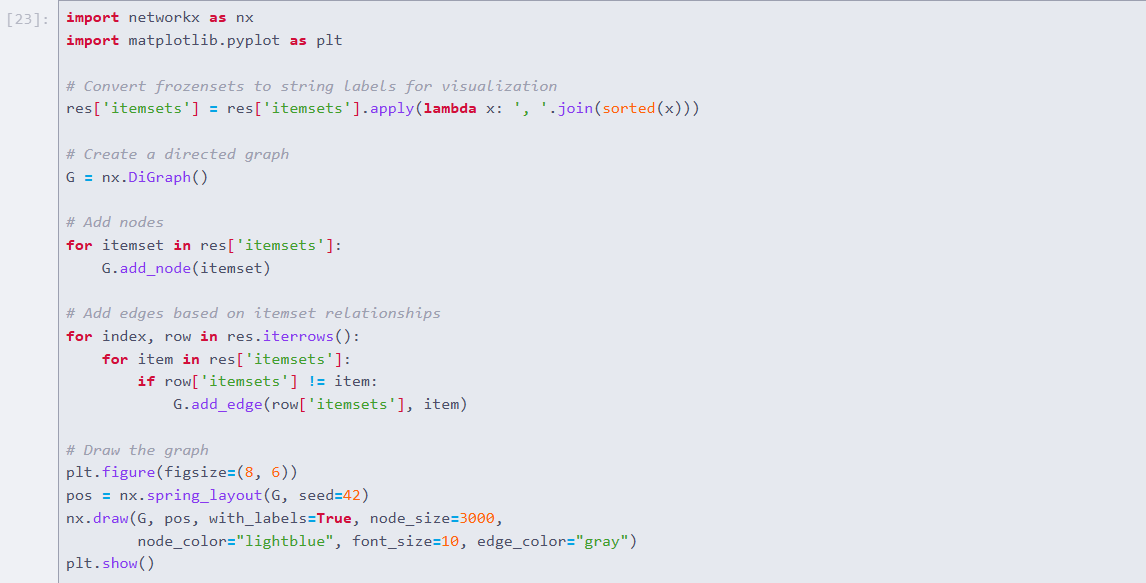 [23]:
import networkx as nx
import matplotlib.pyplot as plt
# Convert frozensets to string labels for visualization
res['itemsets'] = res['itemsets'].apply(lambda x: ', '.join(sorted(x)))
# Create a directed graph
G = nx.DiGraph()
# Add nodes
for itemset in res['itemsets']:
    G.add_node(itemset)
# Add edges based on itemset relationships
for index, row in res.iterrows():
    for item in res['itemsets']:
        if row['itemsets'] != item:
            G.add_edge(row['itemsets'], item)
# Draw the graph
plt.figure(figsize=(8, 6))
pos = nx.spring_layout(G, seed=42)
nx.draw(G, pos, with_labels=True, node_size=3000,
        node_color="lightblue", font_size=10, edge_color="gray")
plt.show()